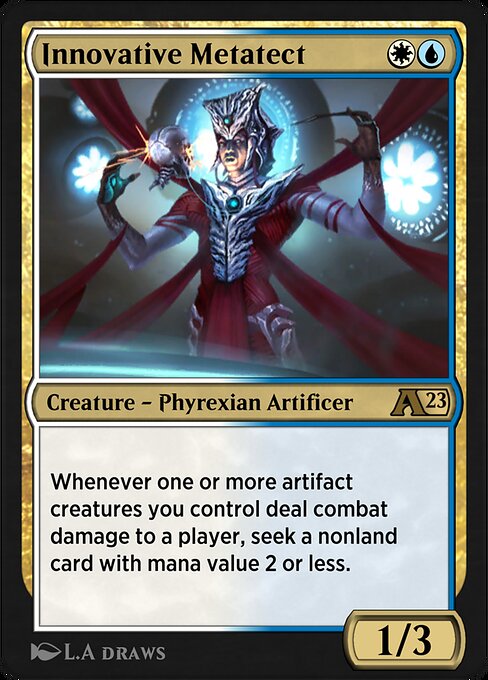 Innovative Metatect
Creature – Phyrexian Artificer
A23
Whenever one or more artifact
creatures you control deal combat
damage to a player, seek a nonland
card with mana value 2 or less.
1/3
L.A DRAWS